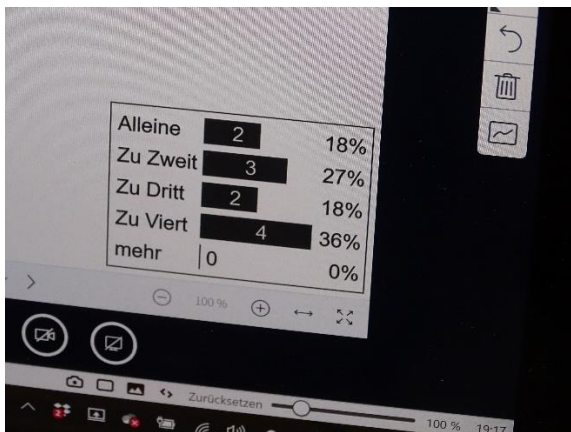 Alleine 2 18%
Zu Zweit 3 27%
Zu Dritt 2 18%
Zu Viert 4 36%
mehr 0 0%
100 %
Zurücksetzen 100 %
2 19:17